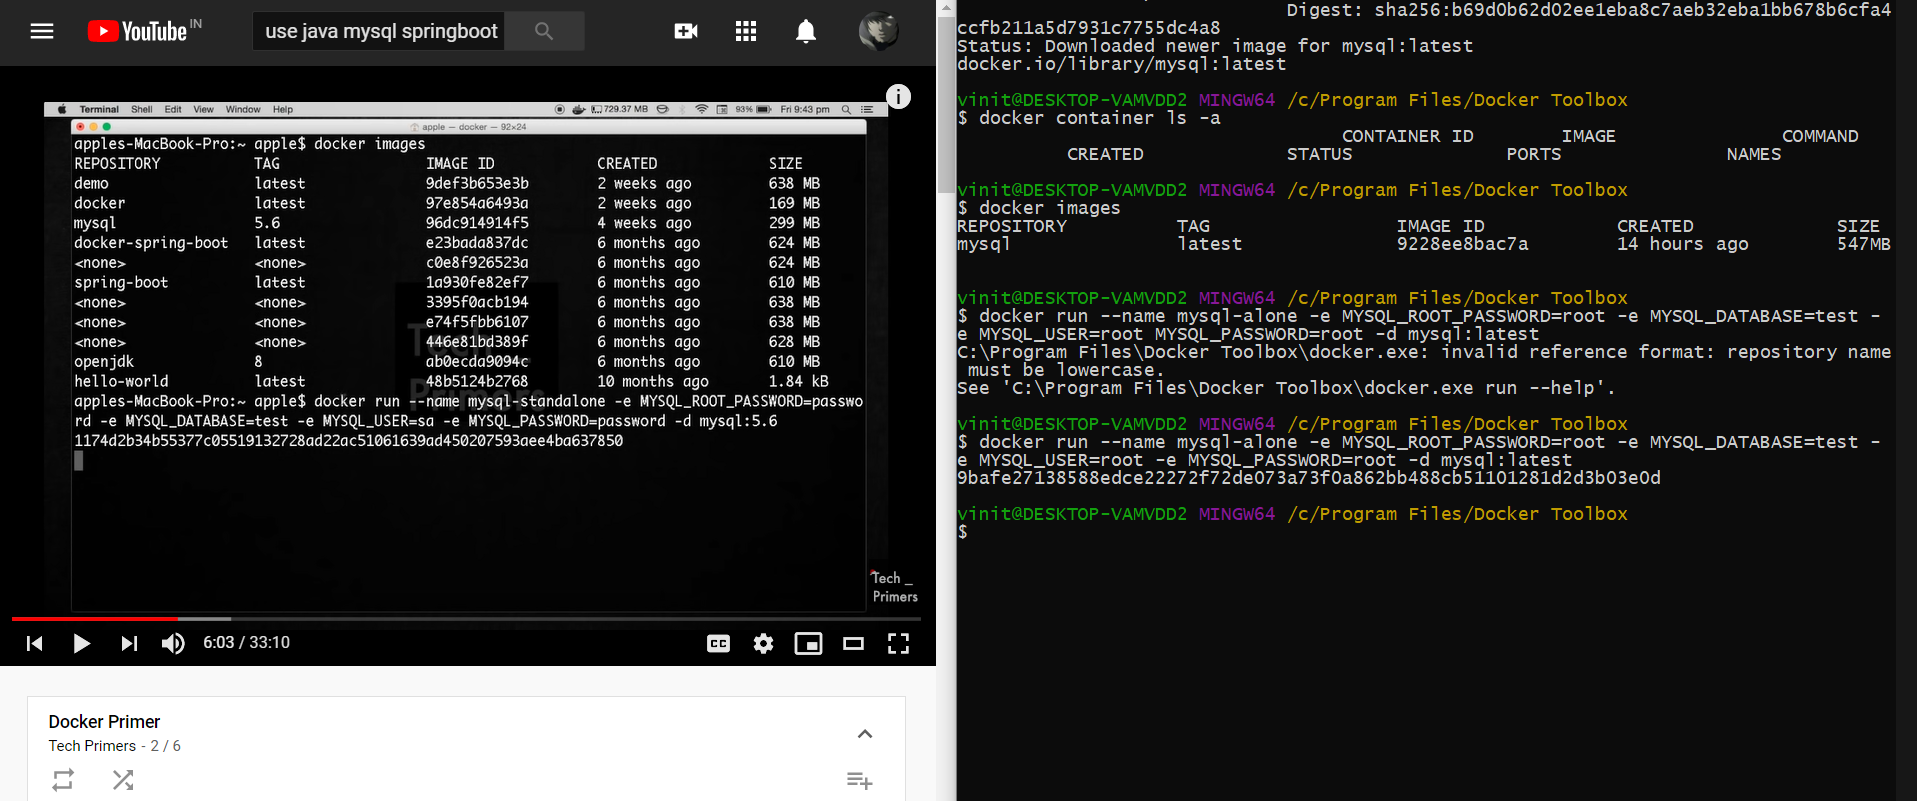 YouTube IN
use java mysql springboot
Terminal Shell Edit View Window Help 729.37 MB 93% Fri 9:43 pm
apple — docker — 92×24
apples-MacBook-Pro:~ apple$ docker images
REPOSITORY TAG IMAGE ID CREATED SIZE
demo latest 9def3b653e3b 2 weeks ago 638 MB
docker latest 97e854a6493a 2 weeks ago 169 MB
mysql 5.6 96dc914914f5 4 weeks ago 299 MB
docker-spring-boot latest e23bada837dc 6 months ago 624 MB
<none> <none> c0e8f926523a 6 months ago 624 MB
spring-boot latest 1a930fe82ef7 6 months ago 610 MB
<none> <none> 3395f0acb194 6 months ago 638 MB
<none> <none> e74f5fbb6107 6 months ago 638 MB
<none> <none> 446e81bd389f 6 months ago 628 MB
openjdk 8 ab0ecda9094c 6 months ago 610 MB
hello-world latest 48b5124b2768 10 months ago 1.84 kB
apples-MacBook-Pro:~ apple$ docker run --name mysql-standalone -e MYSQL_ROOT_PASSWORD=passwo
rd -e MYSQL_DATABASE=test -e MYSQL_USER=sa -e MYSQL_PASSWORD=password -d mysql:5.6
1174d2b34b55377c05519132728ad22ac51061639ad450207593aee4ba637850
Tech _
Primers
Tech _
Primers
6:03 / 33:10
CC
Docker Primer
Tech Primers - 2 / 6
Digest: sha256:b69d0b62d02ee1eba8c7aeb32eba1bb678b6cfa4
ccfb211a5d7931c7755dc4a8
Status: Downloaded newer image for mysql:latest
docker.io/library/mysql:latest
vinit@DESKTOP-VAMVDD2 MINGW64 /c/Program Files/Docker Toolbox
$ docker container ls -a
CONTAINER ID IMAGE COMMAND
CREATED STATUS PORTS NAMES
vinit@DESKTOP-VAMVDD2 MINGW64 /c/Program Files/Docker Toolbox
$ docker images
REPOSITORY TAG IMAGE ID CREATED SIZE
mysql latest 9228ee8bac7a 14 hours ago 547MB
vinit@DESKTOP-VAMVDD2 MINGW64 /c/Program Files/Docker Toolbox
$ docker run --name mysql-alone -e MYSQL_ROOT_PASSWORD=root -e MYSQL_DATABASE=test -
e MYSQL_USER=root MYSQL_PASSWORD=root -d mysql:latest
C:\Program Files\Docker Toolbox\docker.exe: invalid reference format: repository name
must be lowercase.
See 'C:\Program Files\Docker Toolbox\docker.exe run --help'.
vinit@DESKTOP-VAMVDD2 MINGW64 /c/Program Files/Docker Toolbox
$ docker run --name mysql-alone -e MYSQL_ROOT_PASSWORD=root -e MYSQL_DATABASE=test -
e MYSQL_USER=root -e MYSQL_PASSWORD=root -d mysql:latest
9bafe27138588edce22272f72de073a73f0a862bb488cb51101281d2d3b03e0d
vinit@DESKTOP-VAMVDD2 MINGW64 /c/Program Files/Docker Toolbox
$